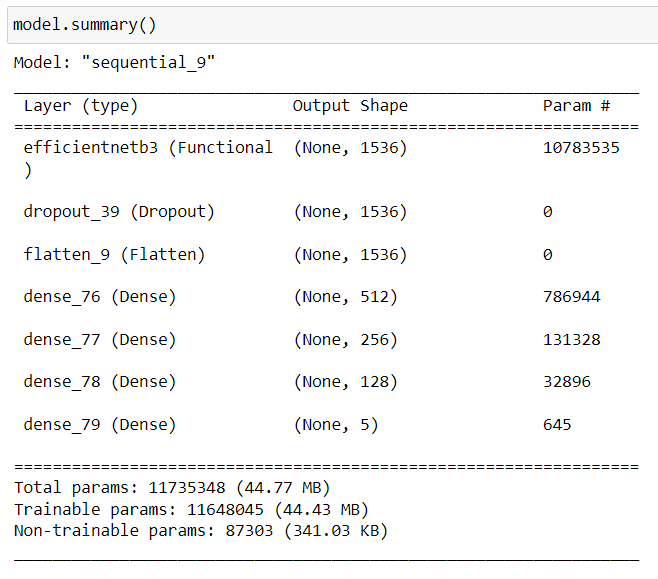 model.summary()
Model: "sequential_9"
_________________________________________________________________
Layer (type)                Output Shape              Param #
=================================================================
efficientnetb3 (Functional  (None, 1536)              10783535
)
dropout_39 (Dropout)        (None, 1536)              0
flatten_9 (Flatten)         (None, 1536)              0
dense_76 (Dense)            (None, 512)               786944
dense_77 (Dense)            (None, 256)               131328
dense_78 (Dense)            (None, 128)               32896
dense_79 (Dense)            (None, 5)                 645
=================================================================
Total params: 11735348 (44.77 MB)
Trainable params: 11648045 (44.43 MB)
Non-trainable params: 87303 (341.03 KB)
_________________________________________________________________